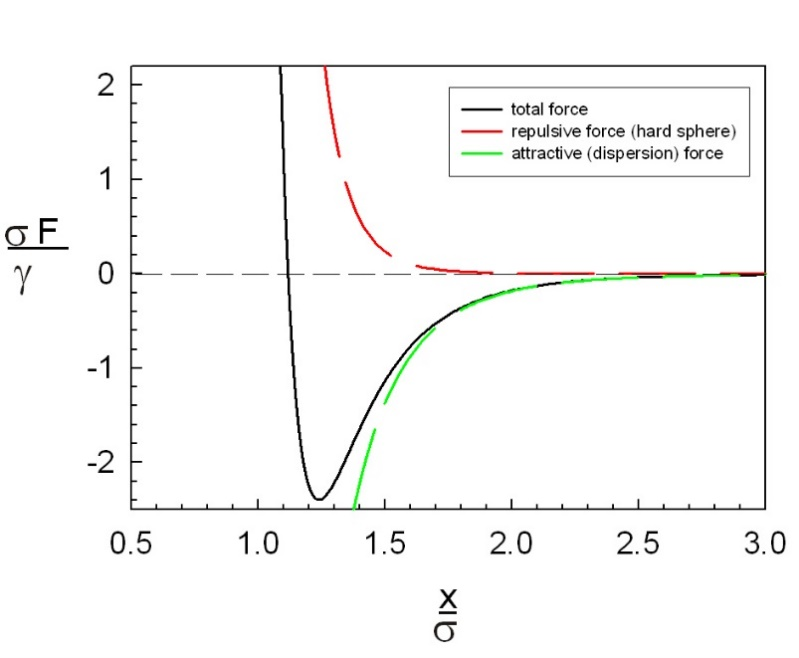 2
1
0
-1
-2
σ F
γ
total force
repulsive force (hard sphere)
attractive (dispersion) force
0.5 1.0 1.5 2.0 2.5 3.0
x
σ